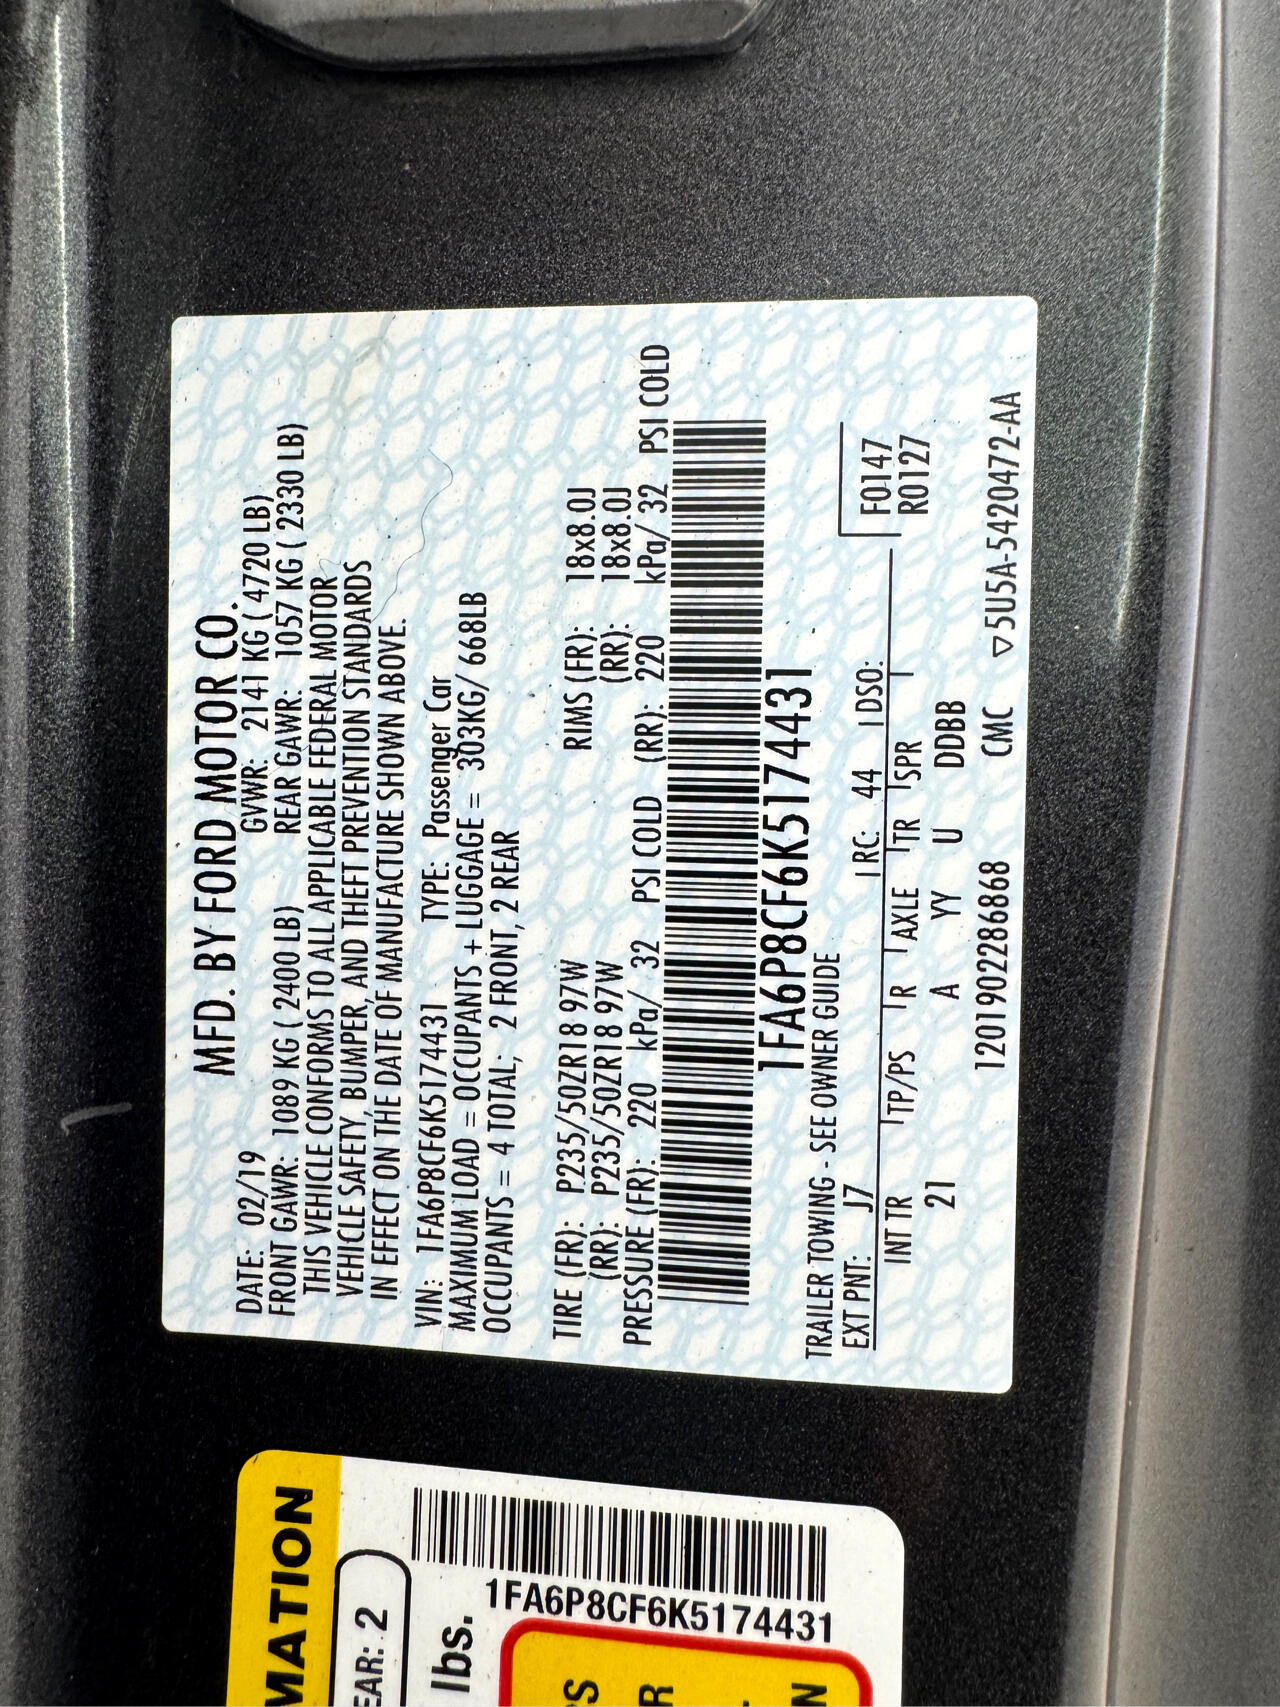 MFD. BY FORD MOTOR CO.
DATE: 02/19 GVWR: 2141 KG ( 4720 LB)
FRONT GAWR: 1089 KG ( 2400 LB) REAR GAWR: 1057 KG ( 2330 LB)
THIS VEHICLE CONFORMS TO ALL APPLICABLE FEDERAL MOTOR
VEHICLE SAFETY, BUMPER, AND THEFT PREVENTION STANDARDS
IN EFFECT ON THE DATE OF MANUFACTURE SHOWN ABOVE.
VIN: 1FA6P8CF6K5174431 TYPE: Passenger Car
MAXIMUM LOAD = OCCUPANTS + LUGGAGE = 303KG/ 668LB
OCCUPANTS = 4 TOTAL; 2 FRONT, 2 REAR
TIRE (FR): P235/50ZR18 97W RIMS (FR): 18x8.0J
(RR): P235/50ZR18 97W (RR): 18x8.0J
PRESSURE (FR): 220 kPa/ 32 PSI COLD (RR): 220 kPa/ 32 PSI COLD
1FA6P8CF6K5174431
TRAILER TOWING - SEE OWNER GUIDE
EXT PNT: J7 RC: 44 DSO: F0147
INT TR TP/PS R AXLE TR SPR R0127
21 A YY U DDBB
1201902286868 CMC ▽5U5A-5420472-AA
MATION
EAR: 2
lbs.
1FA6P8CF6K5174431
S
R
N